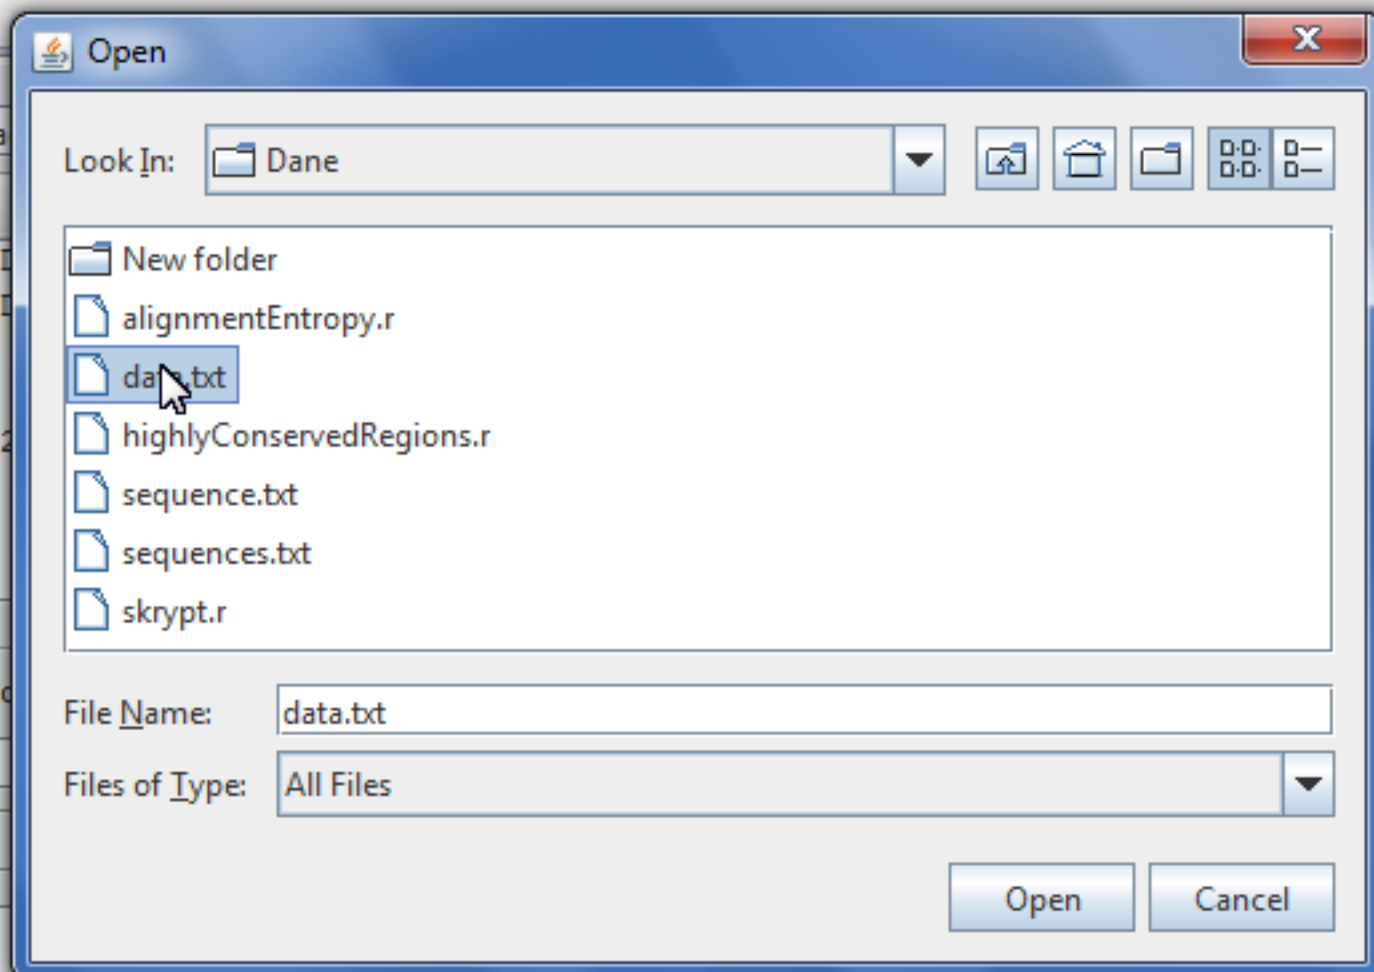 Open
Look In: Dane
New folder
alignmentEntropy.r
data.txt
highlyConservedRegions.r
sequence.txt
sequences.txt
skrypt.r
File Name: data.txt
Files of Type: All Files
Open Cancel